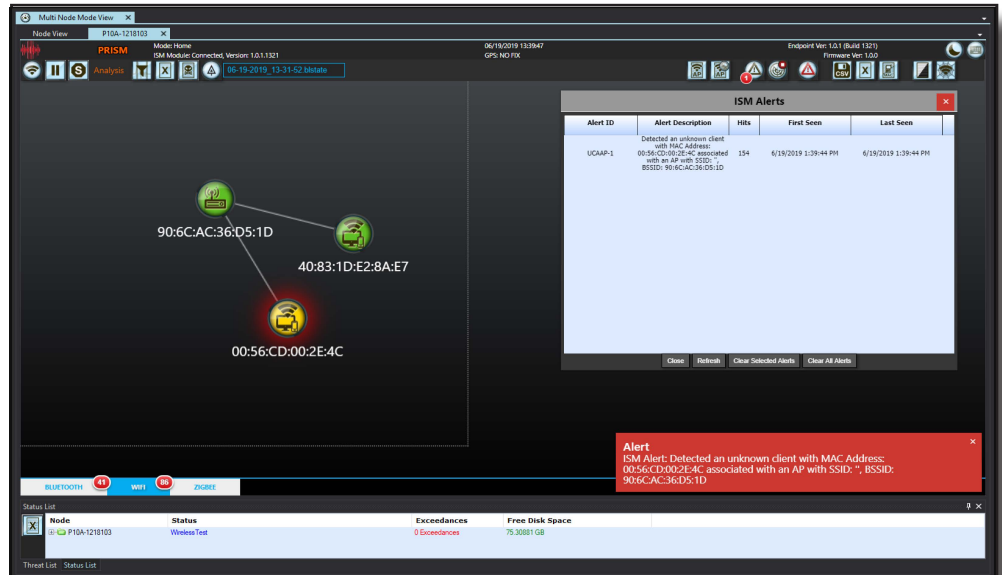 Multi Node Mode View X
Node View P10A-1218103 X
PRISM
Mode: Home
ISM Module: Connected, Version: 1.0.1.1321
06/19/2019 13:39:47
GPS: NO FIX
Endpoint Ver: 1.0.1 (Build 1321)
Firmware Ver: 1.0.0
S Analysis 06-19-2019_13-31-52.blstate
AP AP 1 CSV X
ISM Alerts
Alert ID Alert Description Hits First Seen Last Seen
Detected an unknown client
with MAC Address:
UCAAP-1 00:56:CD:00:2E:4C associated 154 6/19/2019 1:39:44 PM 6/19/2019 1:39:44 PM
with an AP with SSID: '',
BSSID: 90:6C:AC:36:D5:1D
90:6C:AC:36:D5:1D
40:83:1D:E2:8A:E7
00:56:CD:00:2E:4C
Close Refresh Clear Selected Alerts Clear All Alerts
Alert
ISM Alert: Detected an unknown client with MAC Address:
00:56:CD:00:2E:4C associated with an AP with SSID: '', BSSID:
90:6C:AC:36:D5:1D
BLUETOOTH 41 WIFI 86 ZIGBEE
Status List
Node Status Exceedances Free Disk Space
P10A-1218103 WirelessTest 0 Exceedances 75.30881 GB
Threat List Status List